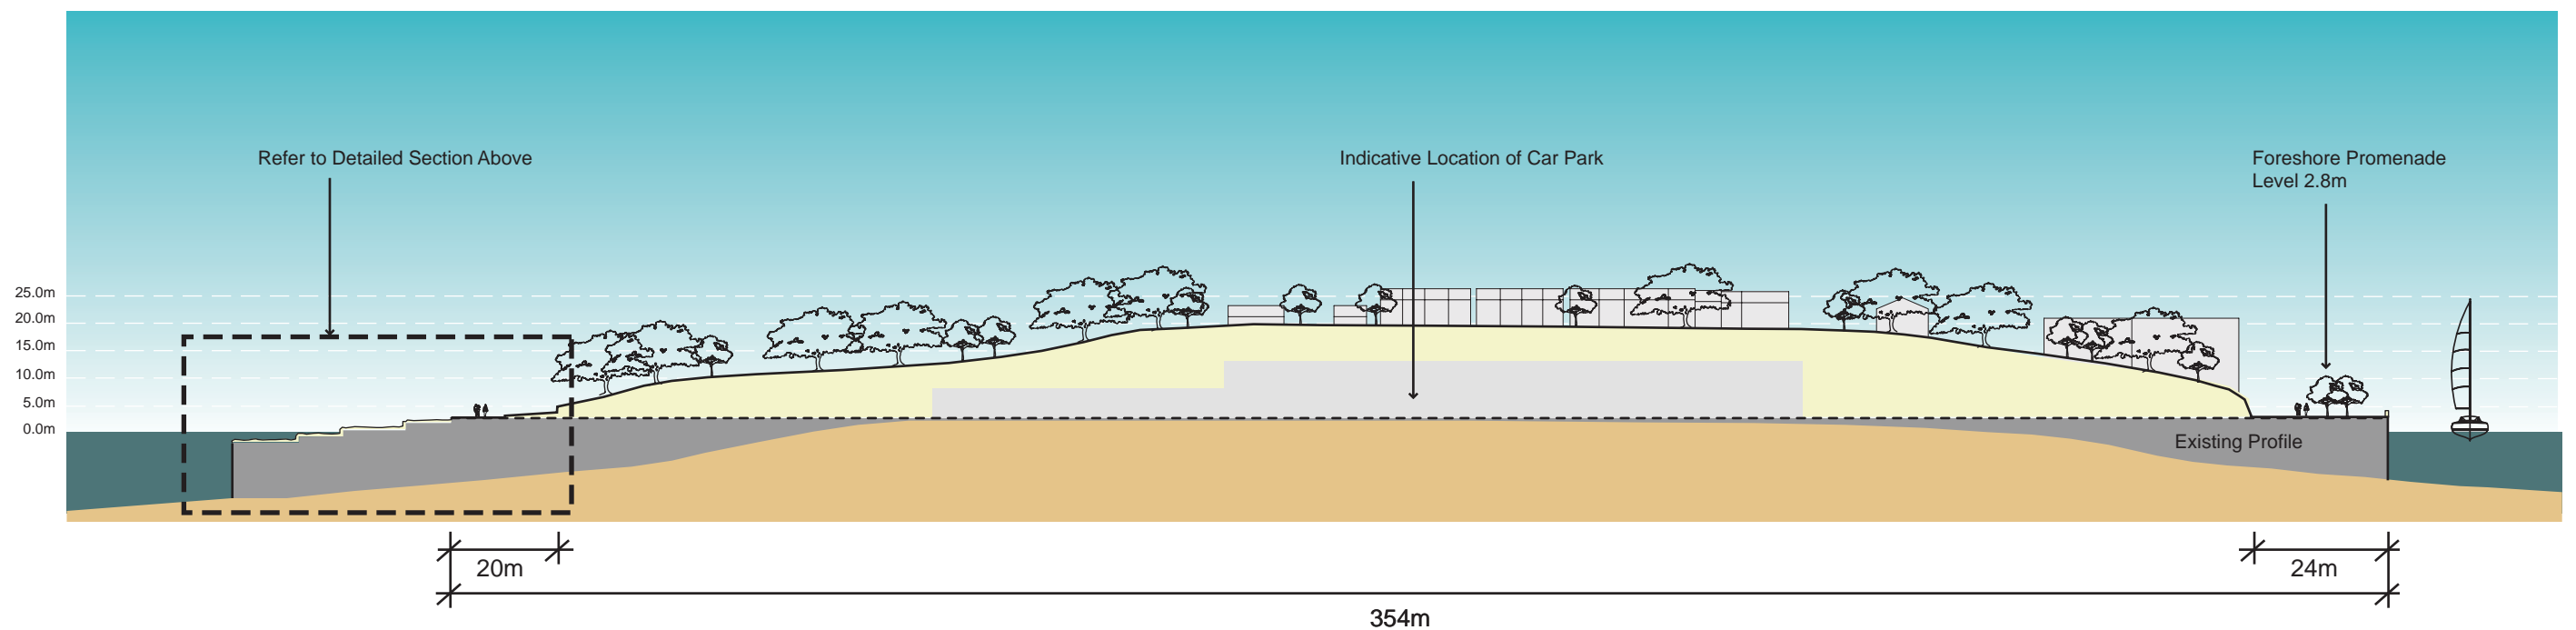 Refer to Detailed Section Above
Indicative Location of Car Park
Foreshore Promenade
Level 2.8m
25.0m
20.0m
15.0m
10.0m
5.0m
0.0m
Existing Profile
20m
24m
354m